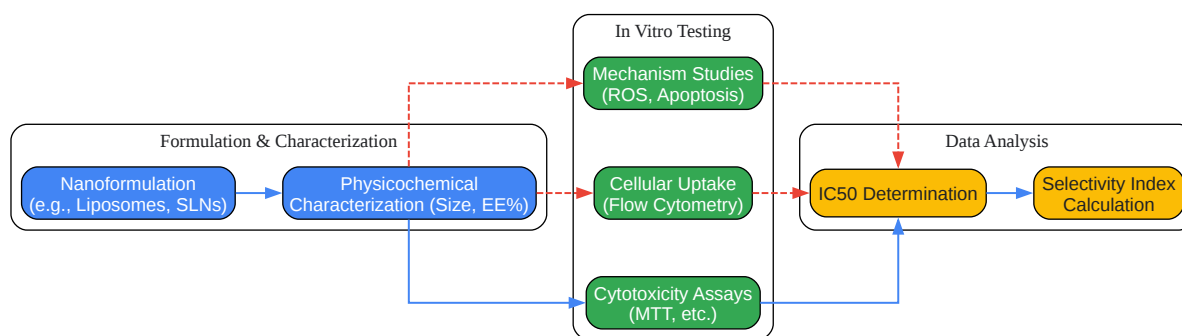 In Vitro Testing
Mechanism Studies
(ROS, Apoptosis)
Formulation & Characterization
Data Analysis
Nanoformulation
(e.g., Liposomes, SLNs)
Physicochemical
Characterization (Size, EE%)
Cellular Uptake
(Flow Cytometry)
IC50 Determination
Selectivity Index
Calculation
Cytotoxicity Assays
(MTT, etc.)